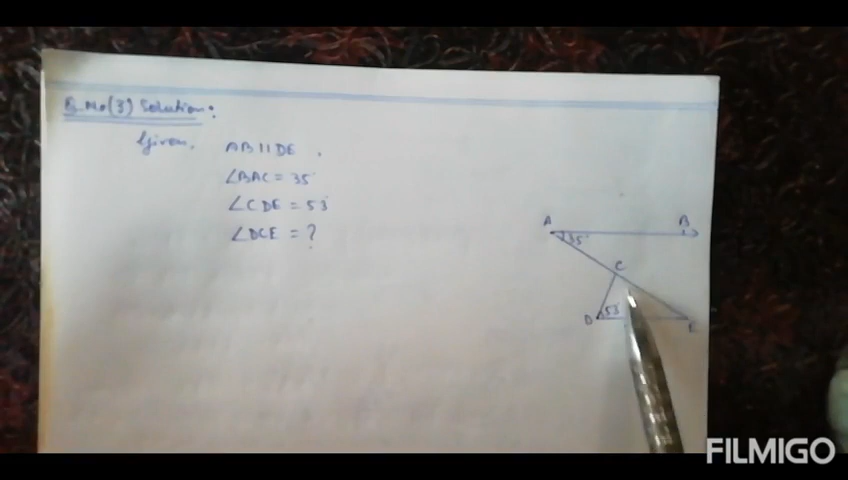 Q.No(3) Solution:
Given. AB||DE.
∠BAC = 35°
∠CDE = 53°
∠DCE = ?
A B
35°
C
D 53° E
FILMIGO